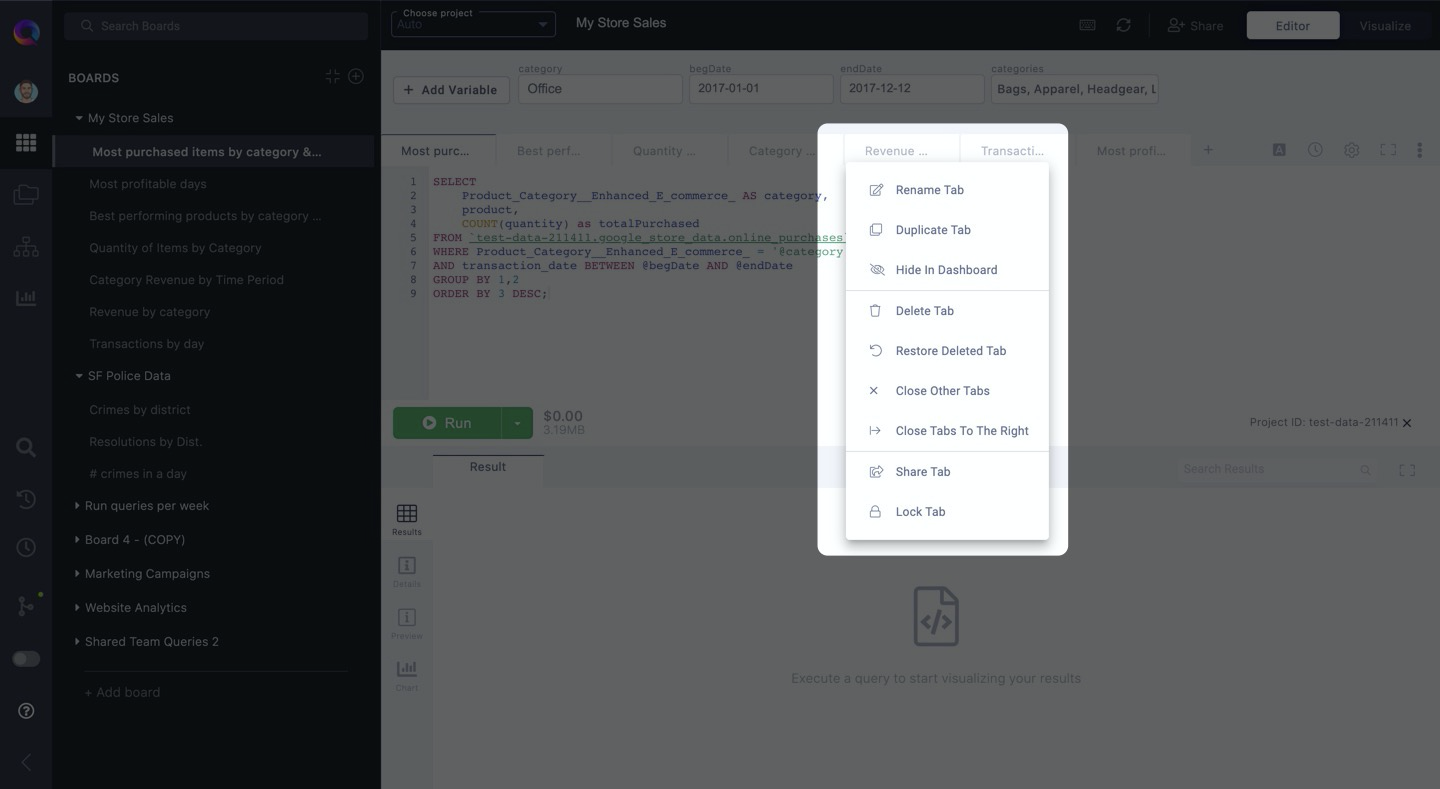 Search Boards
BOARDS
My Store Sales
Most purchased items by category &...
Most profitable days
Best performing products by category ...
Quantity of Items by Category
Category Revenue by Time Period
Revenue by category
Transactions by day
SF Police Data
Crimes by district
Resolutions by Dist.
# crimes in a day
Run queries per week
Board 4 - (COPY)
Marketing Campaigns
Website Analytics
Shared Team Queries 2
+ Add board
Choose project
Auto
My Store Sales
Share
Editor
Visualize
+ Add Variable
category
Office
begDate
2017-01-01
endDate
2017-12-12
categories
Bags, Apparel, Headgear, L
Most purc...
Best perf...
Quantity ...
Category ...
Revenue ...
Transacti...
Most profi...
+
A
1 SELECT
2 Product_Category__Enhanced_E_commerce_ AS category,
3 product,
4 COUNT(quantity) as totalPurchased
5 FROM `test-data-211411.google_store_data.online_purchases`
6 WHERE Product_Category__Enhanced_E_commerce_ = '@category
7 AND transaction_date BETWEEN @begDate AND @endDate
8 GROUP BY 1,2
9 ORDER BY 3 DESC;
Rename Tab
Duplicate Tab
Hide In Dashboard
Delete Tab
Restore Deleted Tab
Close Other Tabs
Close Tabs To The Right
Share Tab
Lock Tab
Run
$0.00
3.19MB
Project ID: test-data-211411
Result
Search Results
Results
Details
Preview
Chart
Execute a query to start visualizing your results